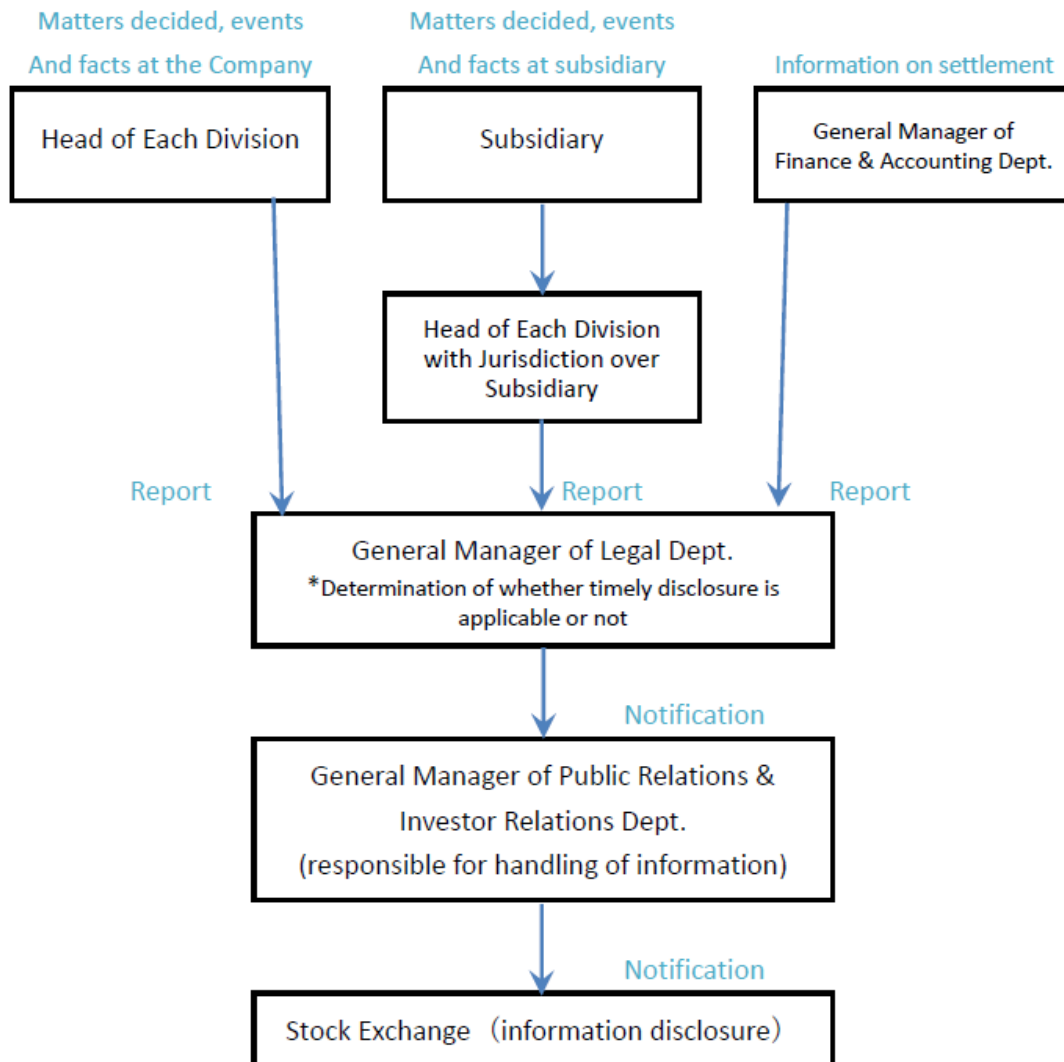 Matters decided, events
And facts at the Company
Matters decided, events
And facts at subsidiary
Information on settlement
Head of Each Division
Subsidiary
General Manager of
Finance & Accounting Dept.
Head of Each Division
with Jurisdiction over
Subsidiary
Report
Report
Report
General Manager of Legal Dept.
*Determination of whether timely disclosure is
applicable or not
Notification
General Manager of Public Relations &
Investor Relations Dept.
(responsible for handling of information)
Notification
Stock Exchange（information disclosure）